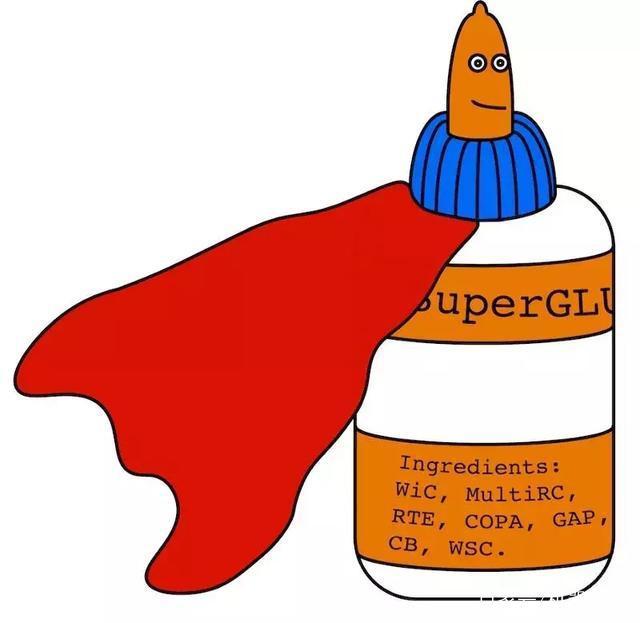 SuperGLU
Ingredients:
WiC, MultiRC,
RTE, COPA, GAP,
CB, WSC.